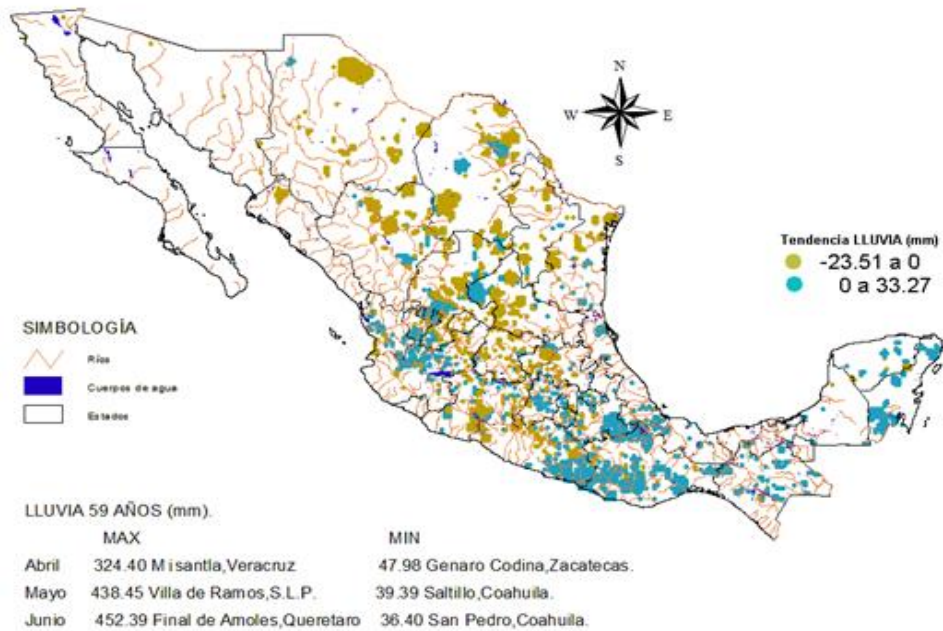 N
W E
S
Tendencia LLUVIA (mm)
-23.51 a 0
0 a 33.27
SIMBOLOGÍA
Ríos
Cuerpos de agua
Estados
LLUVIA 59 AÑOS (mm).
MAX MIN
Abril 324.40 Misantla,Veracruz 47.98 Genaro Codina,Zacatecas.
Mayo 438.45 Villa de Ramos,S.L.P. 39.39 Saltillo,Coahuila.
Junio 452.39 Final de Amoles,Queretaro 36.40 San Pedro,Coahuila.